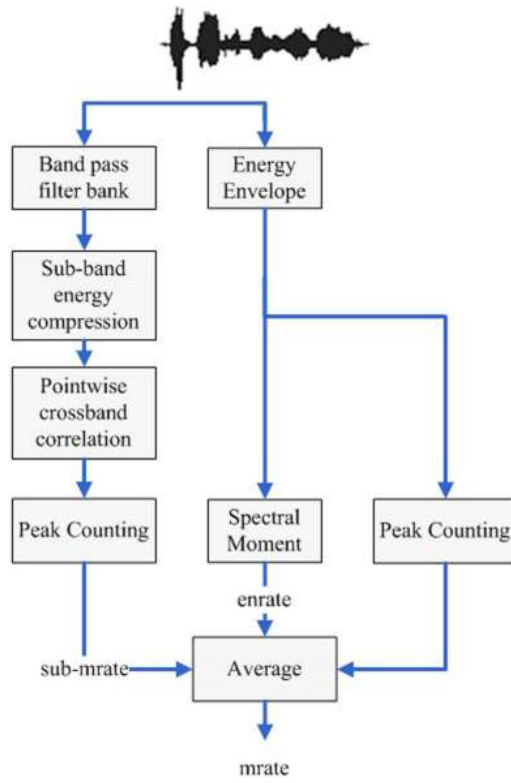 Band pass
filter bank
Energy
Envelope
Sub-band
energy
compression
Pointwise
crossband
correlation
Peak Counting
Spectral
Moment
Peak Counting
enrate
sub-mrate
Average
mrate